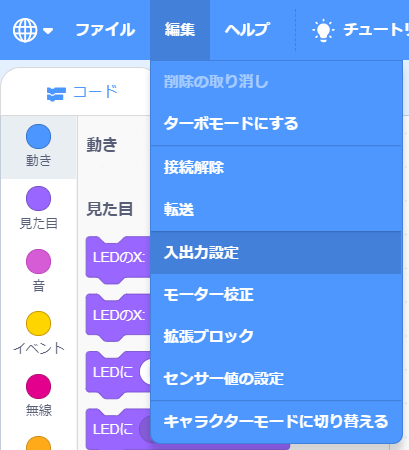 ファイル
編集
ヘルプ
チュートリ
コード
削除の取り消し
ターボモードにする
接続解除
転送
入出力設定
モーター校正
拡張ブロック
センサー値の設定
キャラクターモードに切り替える
動き
見た目
音
イベント
無線
動き
見た目
LEDのX:
LEDのX:
LEDに
LEDに